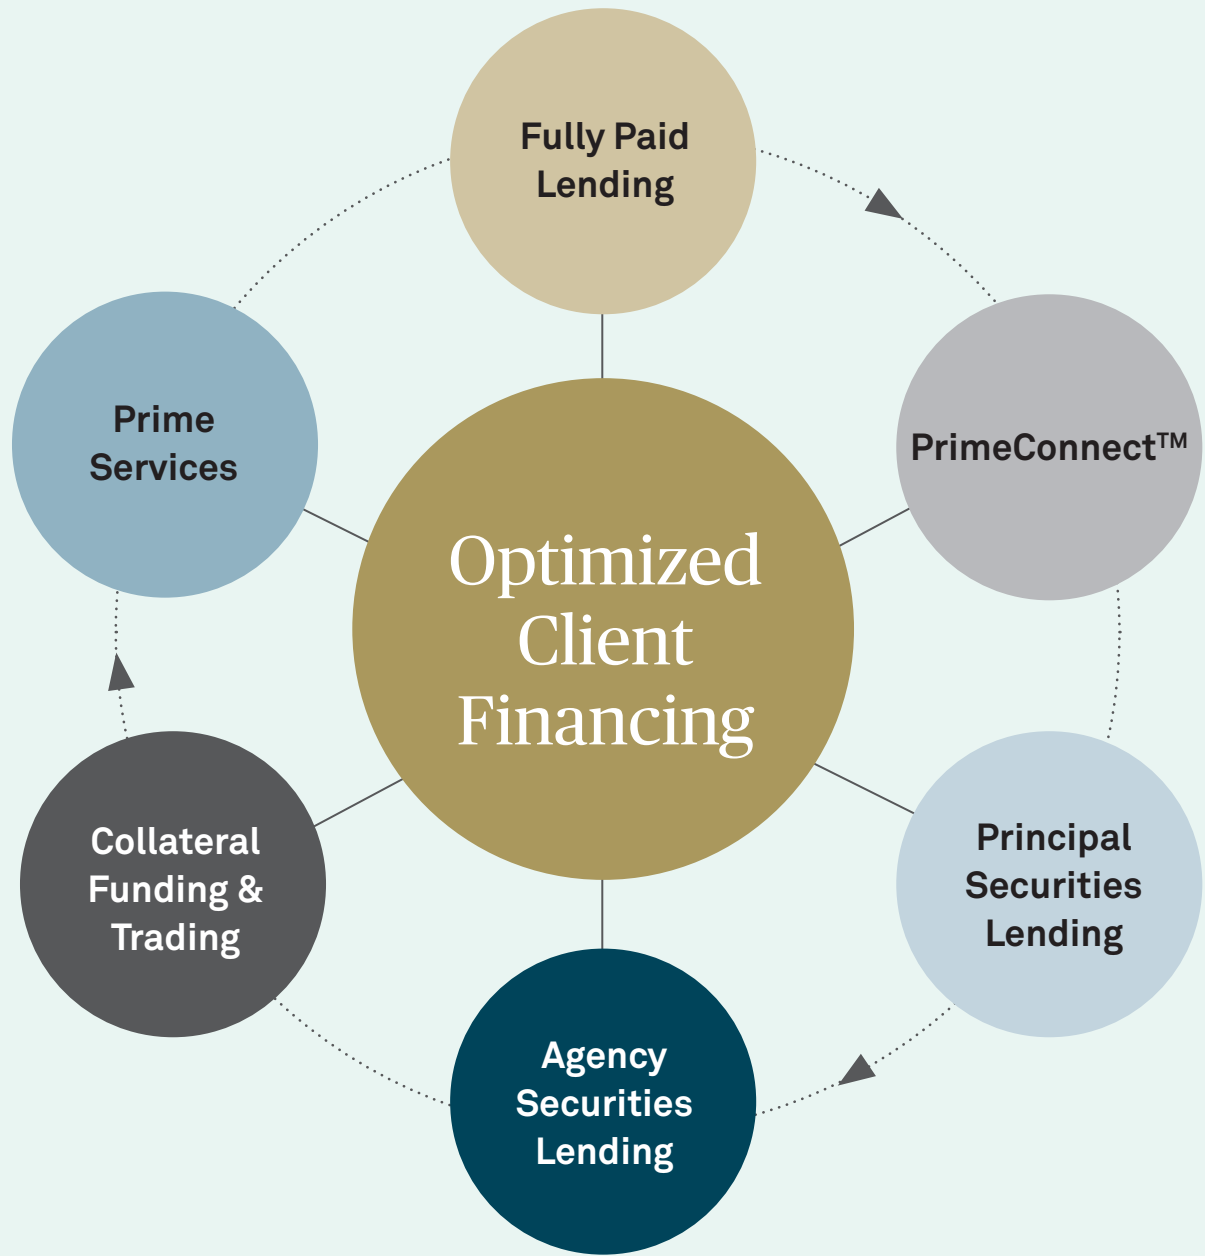 Fully Paid
Lending
PrimeConnect™
Prime
Services
Optimized
Client
Financing
Principal
Securities
Lending
Collateral
Funding &
Trading
Agency
Securities
Lending